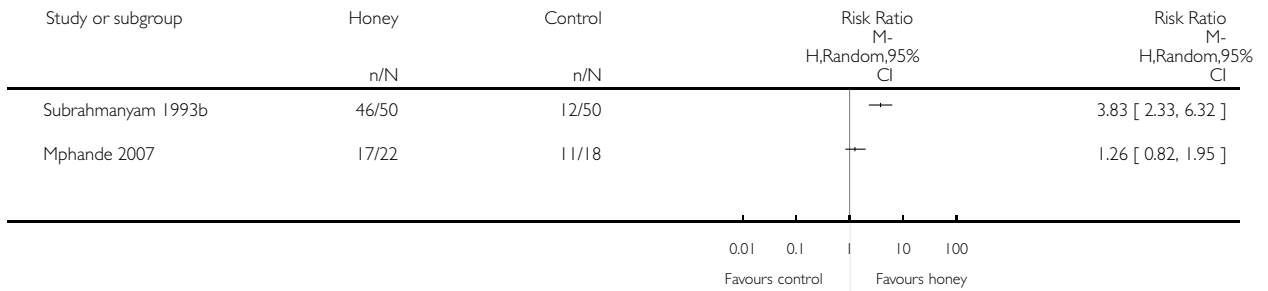 Study or subgroup Honey Control Risk Ratio Risk Ratio
n/N n/N M-H,Random,95% CI M-H,Random,95% CI
Subrahmanyam 1993b 46/50 12/50 3.83 [ 2.33, 6.32 ]
Mphande 2007 17/22 11/18 1.26 [ 0.82, 1.95 ]
0.01 0.1 1 10 100
Favours control Favours honey